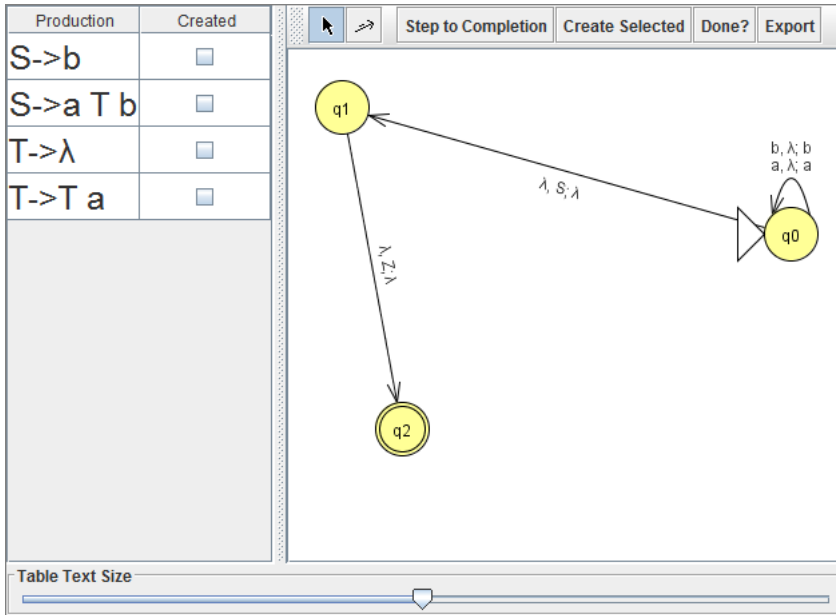 Production Created
Step to Completion Create Selected Done? Export
S->b
S->a T b
T->λ
T->T a
q1
b, λ; b
a, λ; a
λ, S; λ
q0
λ, Z; λ
q2
Table Text Size